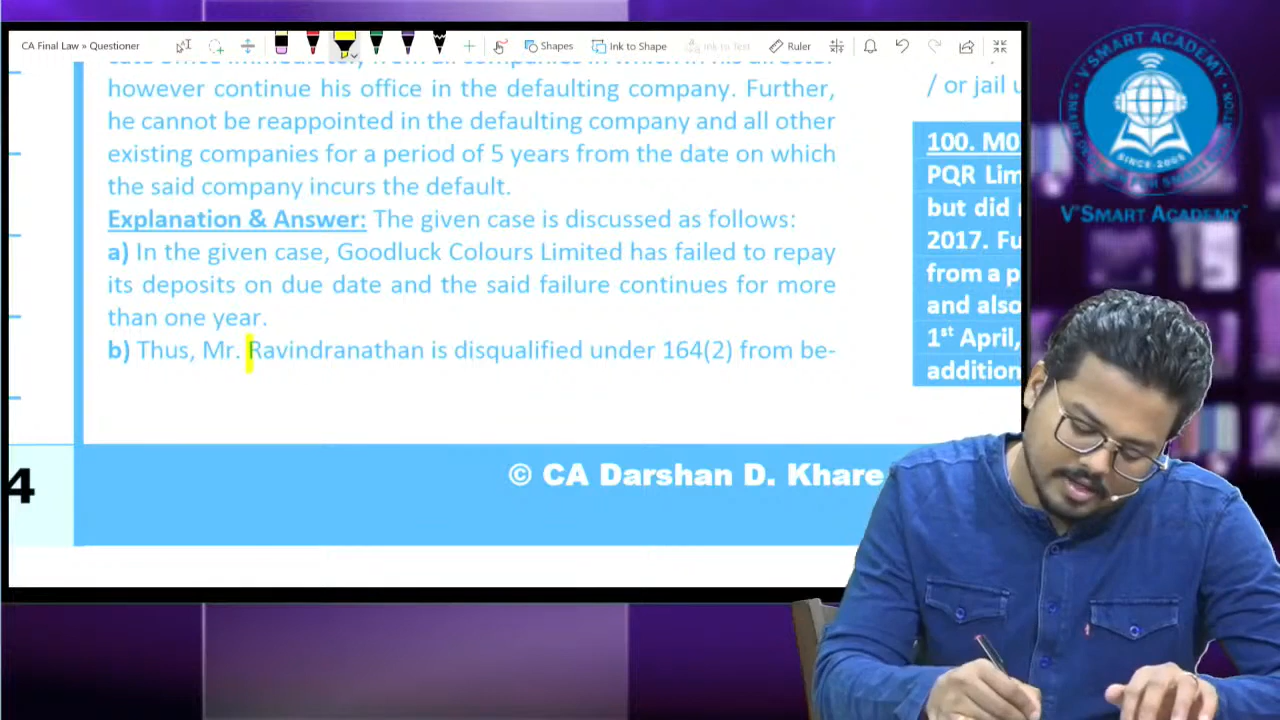 CA Final Law » Questioner
Shapes
Ink to Shape
Ink to Text
Ruler
however continue his office in the defaulting company. Further,
he cannot be reappointed in the defaulting company and all other
existing companies for a period of 5 years from the date on which
the said company incurs the default.
Explanation & Answer: The given case is discussed as follows:
a) In the given case, Goodluck Colours Limited has failed to repay
its deposits on due date and the said failure continues for more
than one year.
b) Thus, Mr. Ravindranathan is disqualified under 164(2) from be-
4
© CA Darshan D. Khare
/ or jail
100.
PQR Lim
but did
2017. Fu
from a p
and also
1st April,
addition
V'SMART ACADEMY
SINCE-2008
V'SMART ACADEMY